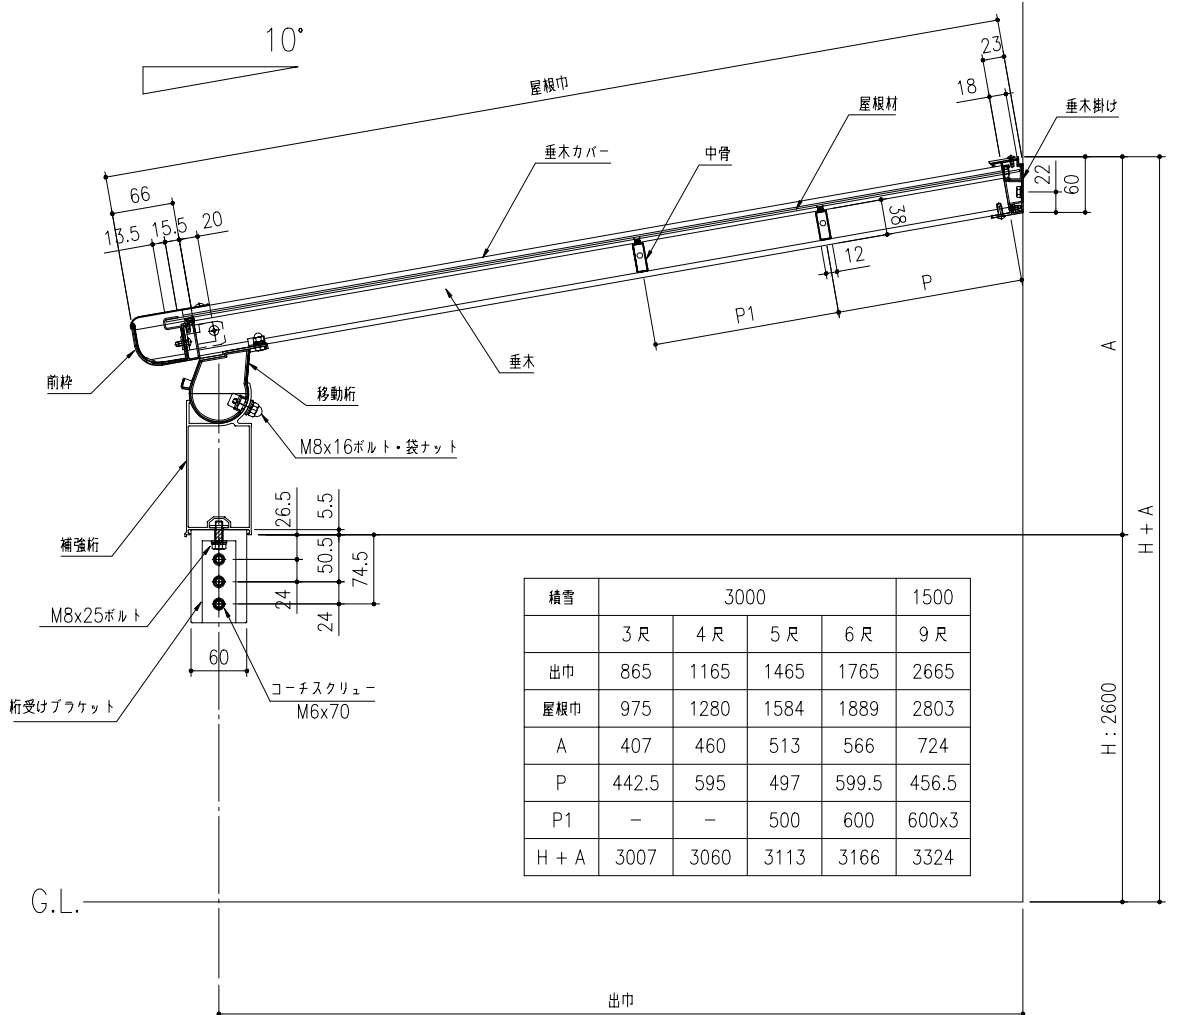 10°
屋根巾
23
18
垂木掛け
屋根材
中骨
垂木カバー
66
13.5
15.5
20
22
60
38
12
P
P1
A
垂木
前枠
移動桁
M8x16ボルト・袋ナット
26.5
5.5
50.5
74.5
24
24
補強桁
M8x25ボルト
60
桁受けブラケット
コーチスクリュー
M6x70
H + A
H : 2600
積雪 3000 1500
3尺 4尺 5尺 6尺 9尺
出巾 865 1165 1465 1765 2665
屋根巾 975 1280 1584 1889 2803
A 407 460 513 566 724
P 442.5 595 497 599.5 456.5
P1 - - 500 600 600x3
H + A 3007 3060 3113 3166 3324
G.L.
出巾